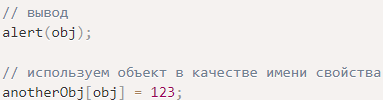 // вывод
alert(obj);
// используем объект в качестве имени свойства
anotherObj[obj] = 123;